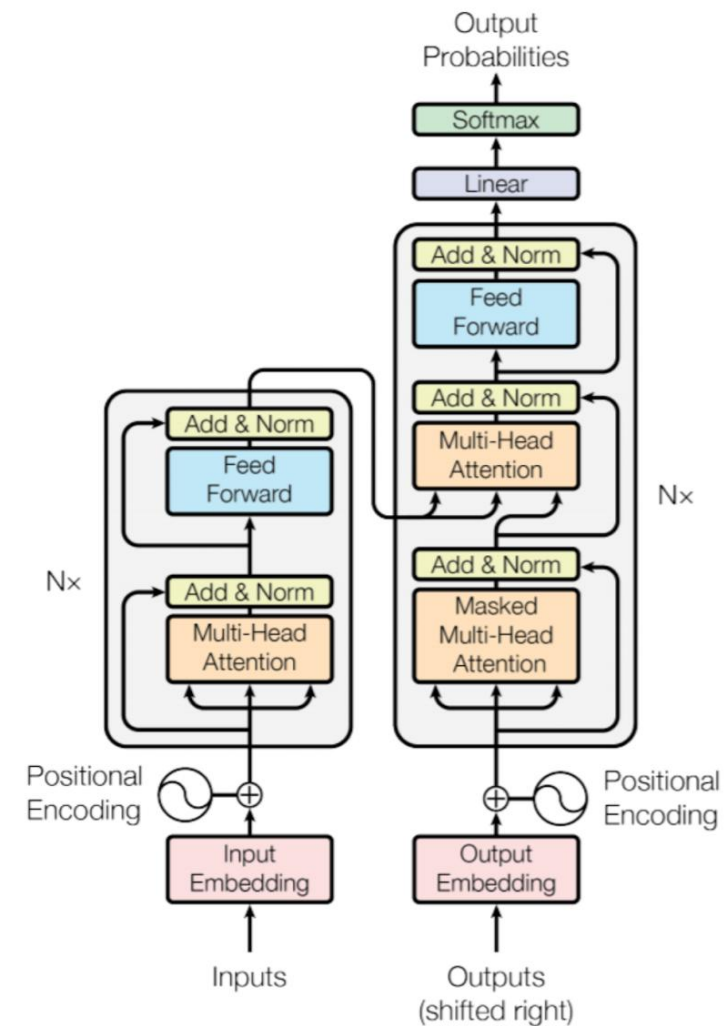 Output
Probabilities
Softmax
Linear
Add & Norm
Feed
Forward
Add & Norm
Multi-Head
Attention
Nx
Add & Norm
Masked
Multi-Head
Attention
Positional
Encoding
Output
Embedding
Outputs
(shifted right)
Add & Norm
Feed
Forward
Nx
Add & Norm
Multi-Head
Attention
Positional
Encoding
Input
Embedding
Inputs